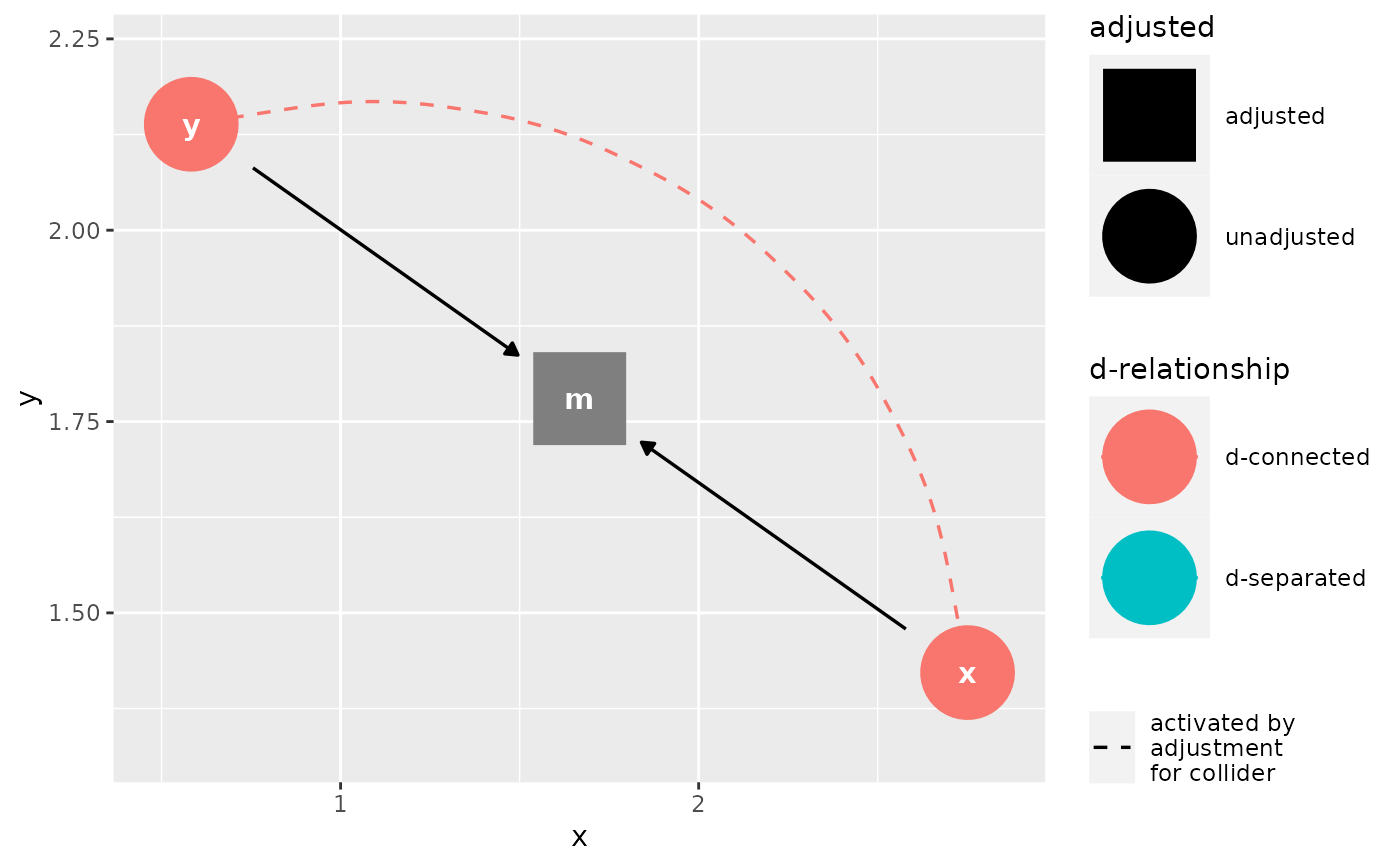 2.25
2.00
1.75
1.50
y
y
m
x
1
2
x
adjusted
adjusted
unadjusted
d-relationship
d-connected
d-separated
activated by
adjustment
for collider